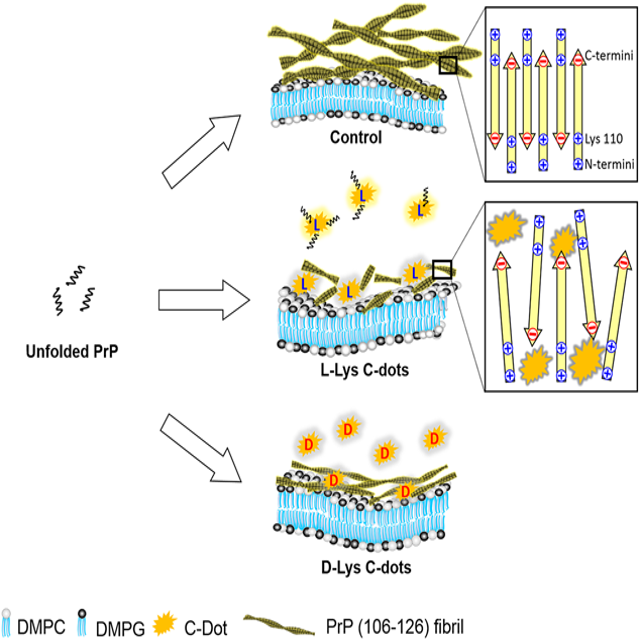 C-termini
Lys 110
N-termini
Control
L
L
L
L
L
L
Unfolded PrP
L-Lys C-dots
D
D
D
D
D
D
D-Lys C-dots
DMPC
DMPG
C-Dot
PrP (106-126) fibril